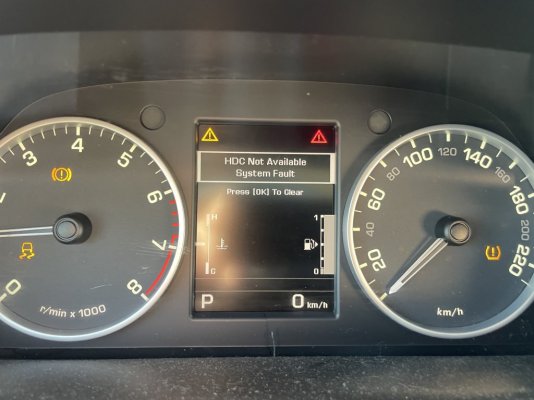 3
4
5
6
7
8
0
r/min x 1000
HDC Not Available
System Fault
Press [OK] To Clear
H
C
1
0
P
0 km/h
20
60
80
100
120
140
160
180
200
220
km/h